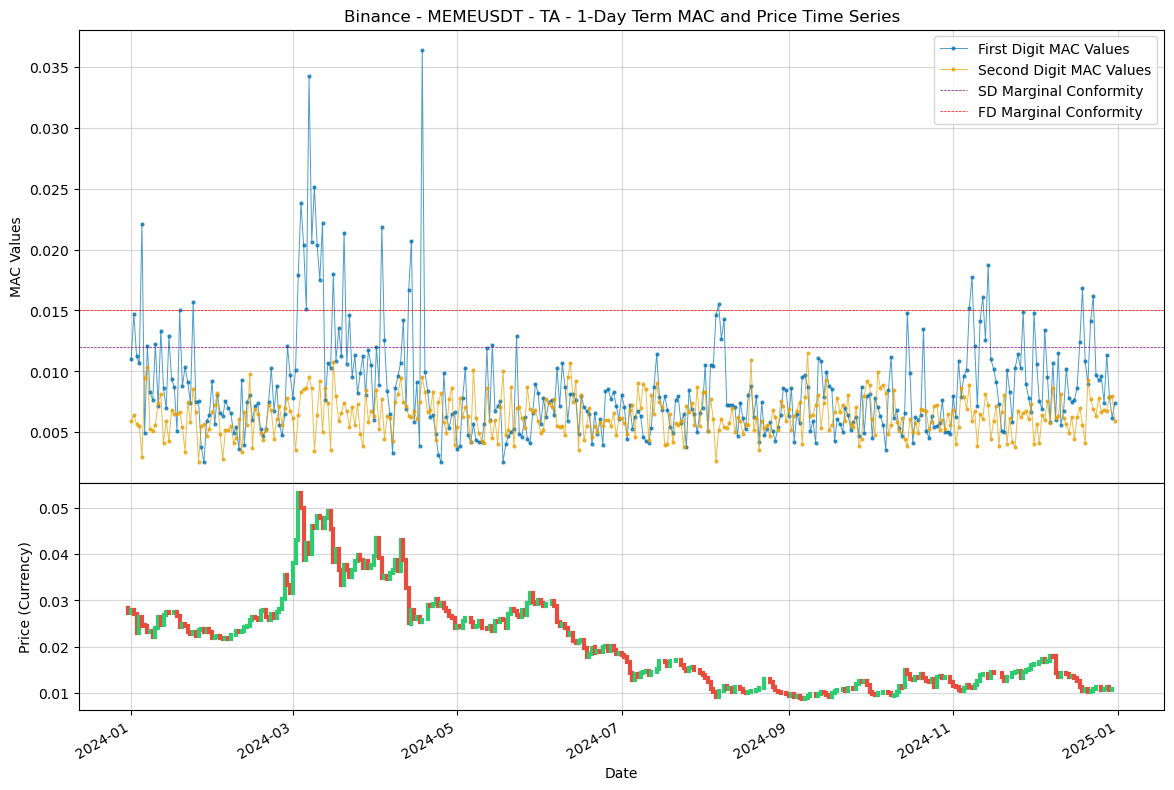 Binance - MEMEUSDT - TA - 1-Day Term MAC and Price Time Series
First Digit MAC Values
Second Digit MAC Values
SD Marginal Conformity
FD Marginal Conformity
MAC Values
0.035
0.030
0.025
0.020
0.015
0.010
0.005
Price (Currency)
0.05
0.04
0.03
0.02
0.01
2024-01
2024-03
2024-05
2024-07
2024-09
2024-11
2025-01
Date